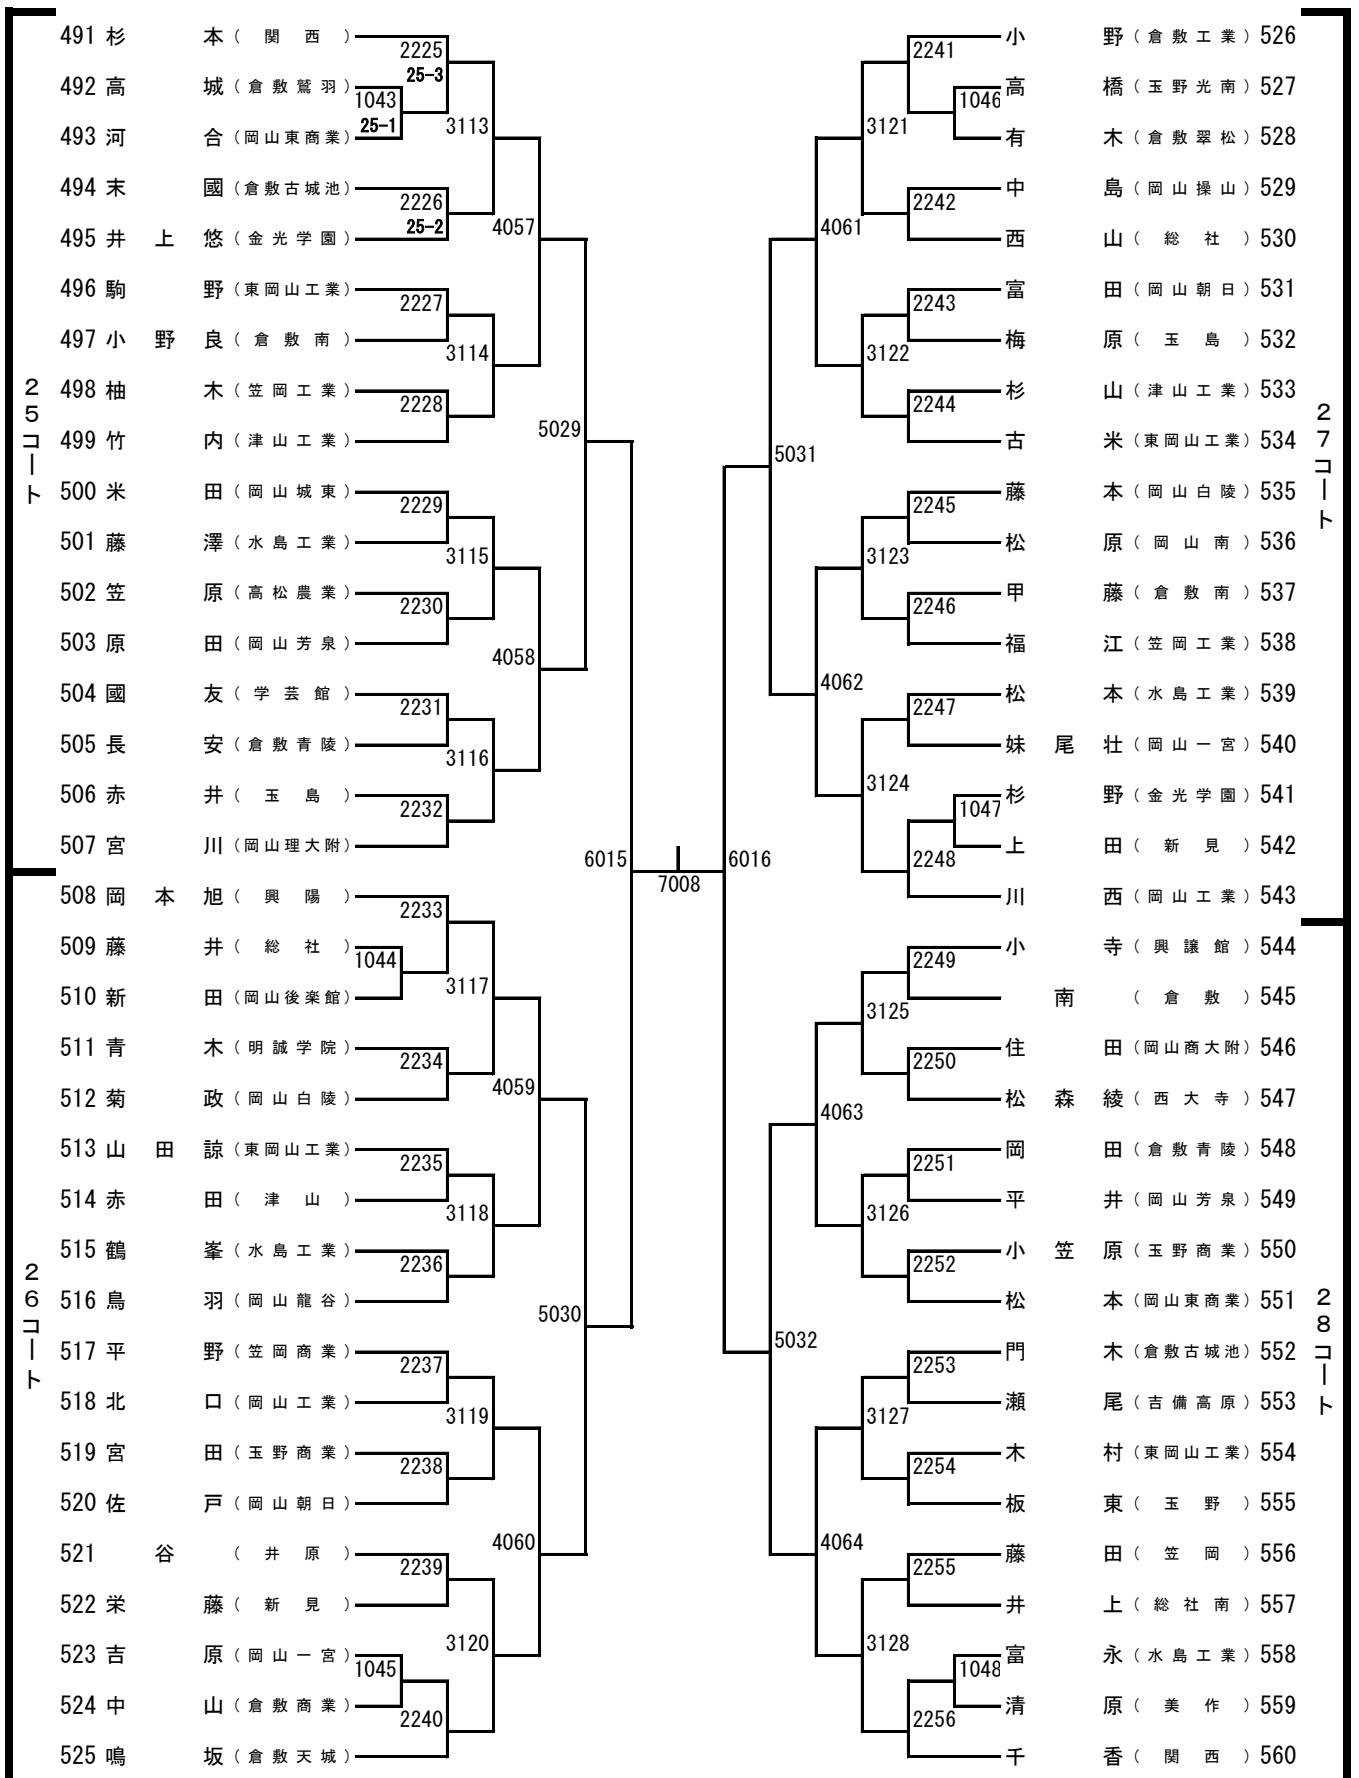 491 杉本 (関西)
2225
25-3
492 高城 (倉敷鷲羽)
1043
25-1
493 河合 (岡山東商業)
3113
494 末國 (倉敷古城池)
2226
25-2
495 井上悠 (金光学園)
4057
496 駒野 (東岡山工業)
2227
497 小野良 (倉敷南)
3114
498 柚木 (笠岡工業)
2228
499 竹内 (津山工業)
5029
25コート
500 米田 (岡山城東)
2229
501 藤澤 (水島工業)
3115
502 笠原 (高松農業)
2230
503 原田 (岡山芳泉)
4058
504 國友 (学芸館)
2231
505 長安 (倉敷青陵)
3116
506 赤井 (玉島)
2232
507 宮川 (岡山理大附)
6015
7008
6016
508 岡本旭 (興陽)
2233
509 藤井 (総社)
1044
510 新田 (岡山後楽館)
3117
511 青木 (明誠学院)
2234
512 菊政 (岡山白陵)
4059
513 山田諒 (東岡山工業)
2235
514 赤田 (津山)
3118
515 鶴峯 (水島工業)
2236
516 鳥羽 (岡山龍谷)
5030
26コート
517 平野 (笠岡商業)
2237
518 北口 (岡山工業)
3119
519 宮田 (玉野商業)
2238
520 佐戸 (岡山朝日)
4060
521 谷 (井原)
2239
522 栄藤 (新見)
3120
523 吉原 (岡山一宮)
1045
524 中山 (倉敷商業)
2240
525 鳴坂 (倉敷天城)
小野 (倉敷工業) 526
2241
高橋 (玉野光南) 527
1046
有木 (倉敷翠松) 528
3121
中島 (岡山操山) 529
2242
西山 (総社) 530
4061
富田 (岡山朝日) 531
2243
梅原 (玉島) 532
3122
杉山 (津山工業) 533
2244
古米 (東岡山工業) 534
5031
27コート
藤本 (岡山白陵) 535
2245
松原 (岡山南) 536
3123
甲藤 (倉敷南) 537
2246
福江 (笠岡工業) 538
4062
松本 (水島工業) 539
2247
妹尾壮 (岡山一宮) 540
3124
杉野 (金光学園) 541
1047
上田 (新見) 542
2248
川西 (岡山工業) 543
小寺 (興譲館) 544
2249
南 (倉敷) 545
3125
住田 (岡山商大附) 546
2250
松森綾 (西大寺) 547
4063
岡田 (倉敷青陵) 548
2251
平井 (岡山芳泉) 549
3126
小笠原 (玉野商業) 550
2252
松本 (岡山東商業) 551
5032
28コート
門木 (倉敷古城池) 552
2253
瀬尾 (吉備高原) 553
3127
木村 (東岡山工業) 554
2254
板東 (玉野) 555
4064
藤田 (笠岡) 556
2255
井上 (総社南) 557
3128
富永 (水島工業) 558
1048
清原 (美作) 559
2256
千香 (関西) 560